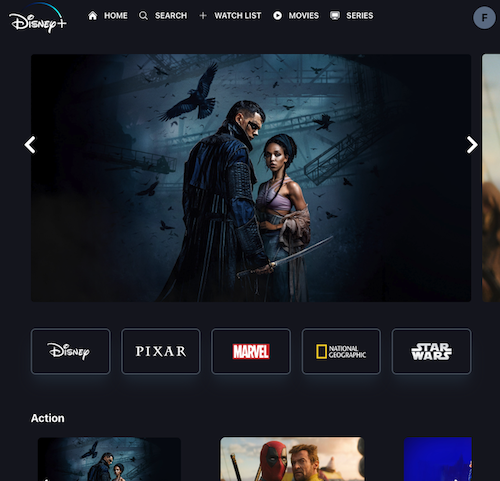 Disney+ HOME SEARCH WATCH LIST MOVIES SERIES F
Disney PIXAR MARVEL NATIONAL GEOGRAPHIC STAR WARS
Action